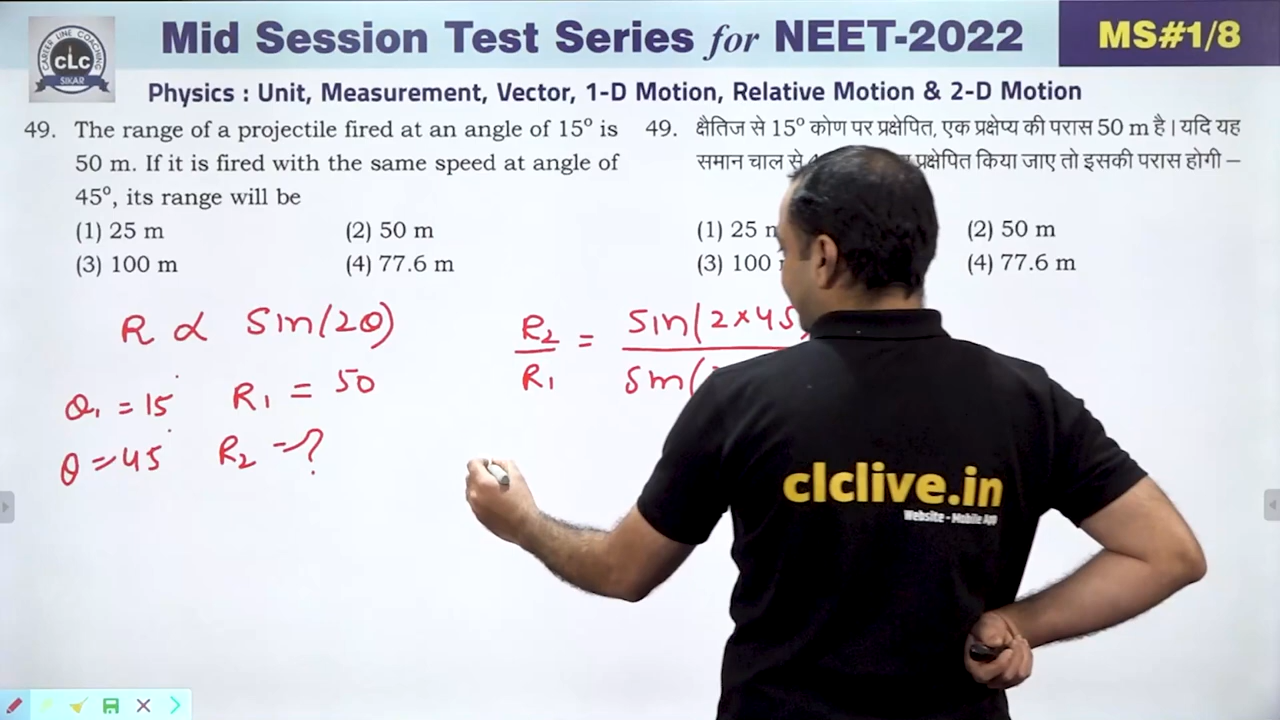 CAREER LINE COACHING
CLC
SIKAR
Mid Session Test Series for NEET-2022
MS#1/8
Physics : Unit, Measurement, Vector, 1-D Motion, Relative Motion & 2-D Motion
49. The range of a projectile fired at an angle of 15° is
50 m. If it is fired with the same speed at angle of
45°, its range will be
(1) 25 m (2) 50 m
(3) 100 m (4) 77.6 m
49. क्षैतिज से 15° कोण पर प्रक्षेपित, एक प्रक्षेप्य की परास 50 m है। यदि यह
समान चाल से प्रक्षेपित किया जाए तो इसकी परास होगी –
(1) 25 (2) 50 m
(3) 100 (4) 77.6 m
R ∝ Sin(2θ)
θ₁ = 15° R₁ = 50
θ = 45° R₂ = ?
R₂/R₁ = Sin(2×45 / Sin(
clclive.in
Website - Mobile App